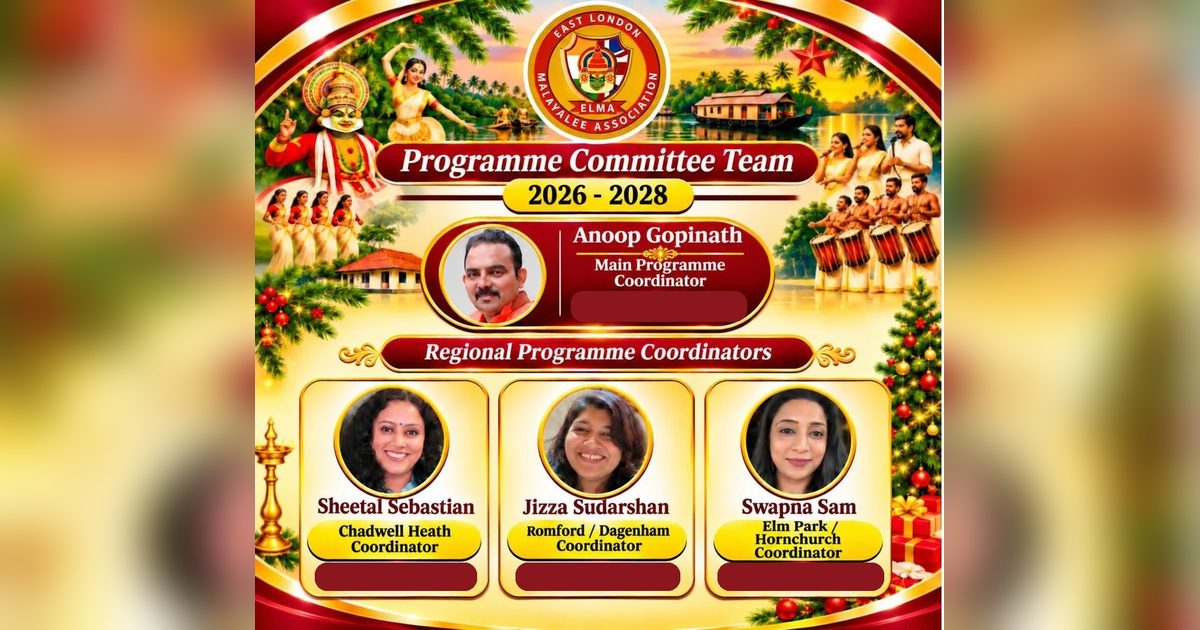 EAST LONDON
MALAYALEE ASSOCIATION
ELMA
Programme Committee Team
2026 - 2028
Anoop Gopinath
Main Programme
Coordinator
Regional Programme Coordinators
Sheetal Sebastian
Chadwell Heath
Coordinator
Jizza Sudarshan
Romford / Dagenham
Coordinator
Swapna Sam
Elm Park /
Hornchurch
Coordinator